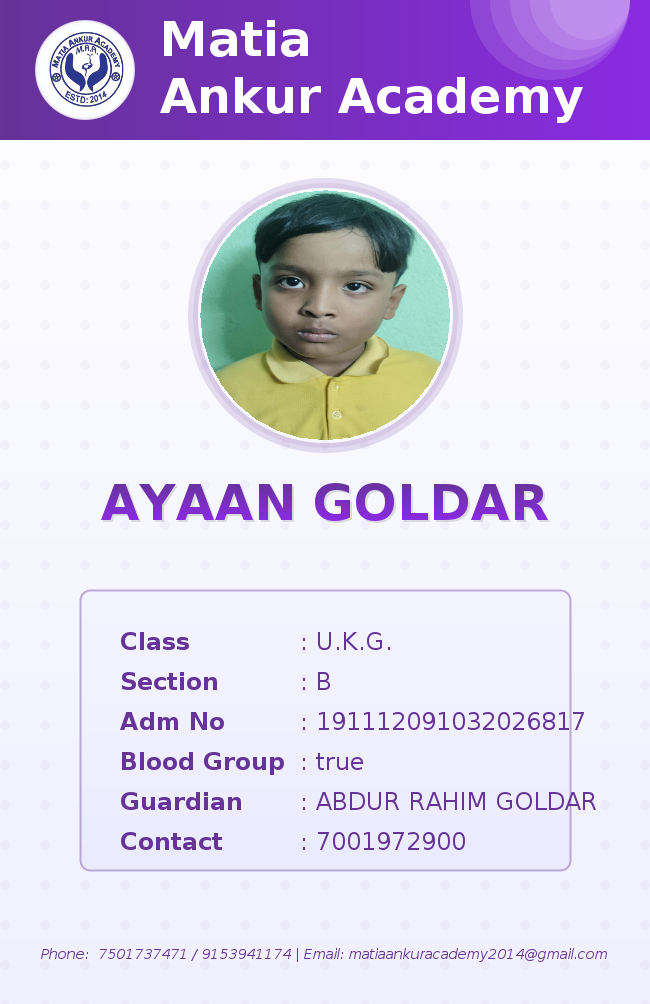 Matia
Ankur Academy
MATIA ANKUR ACADEMY
M.A.A
ESTD: 2014
AYAAN GOLDAR
Class : U.K.G.
Section : B
Adm No : 191112091032026817
Blood Group : true
Guardian : ABDUR RAHIM GOLDAR
Contact : 7001972900
Phone: 7501737471 / 9153941174 | Email: matiaankuracademy2014@gmail.com